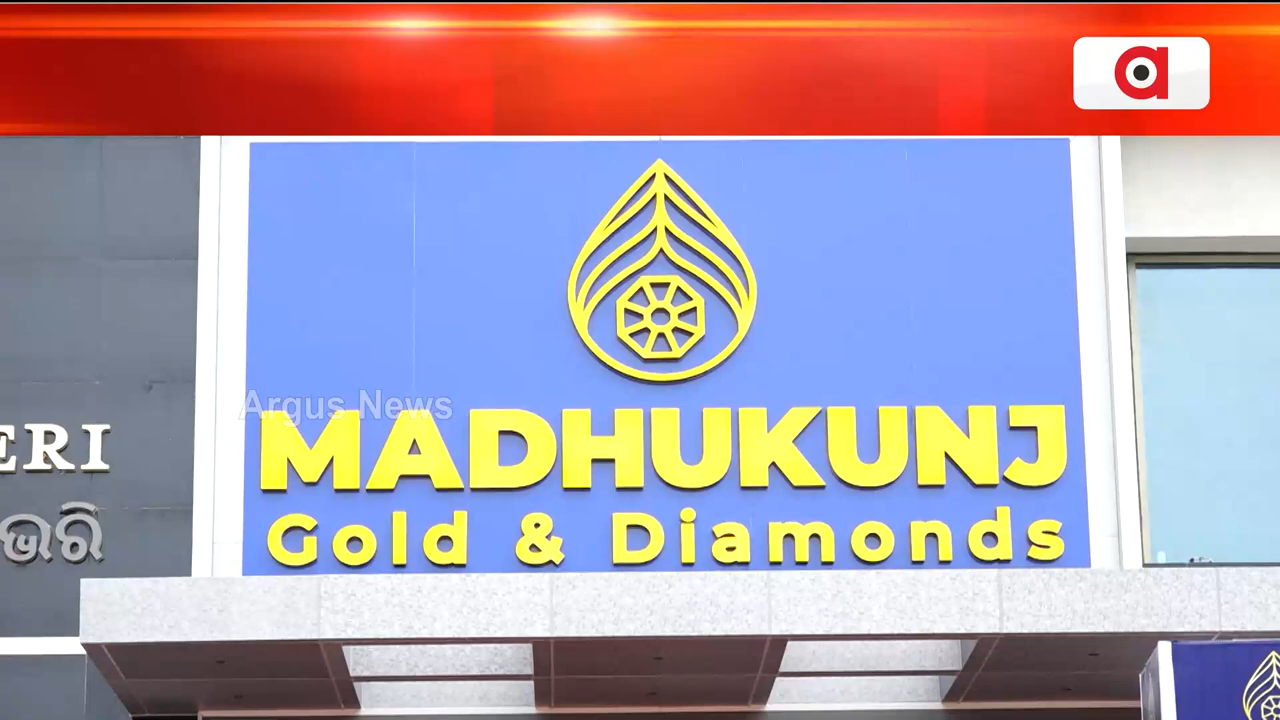 Argus News
MADHUKUNJ
Gold & Diamonds
ERI
ଭରି